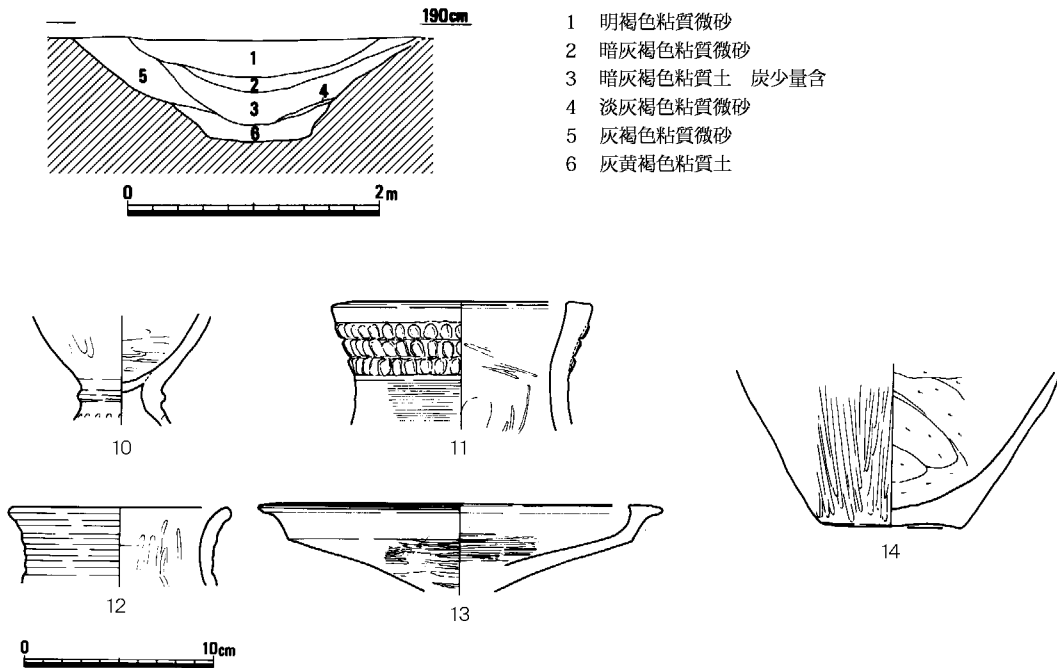 190cm
1 明褐色粘質微砂
2 暗灰褐色粘質微砂
3 暗灰褐色粘質土 炭少量含
4 淡灰褐色粘質微砂
5 灰褐色粘質微砂
6 灰黄褐色粘質土
1
2
3
4
5
6
0 2m
10
11
12
13
14
0 10cm